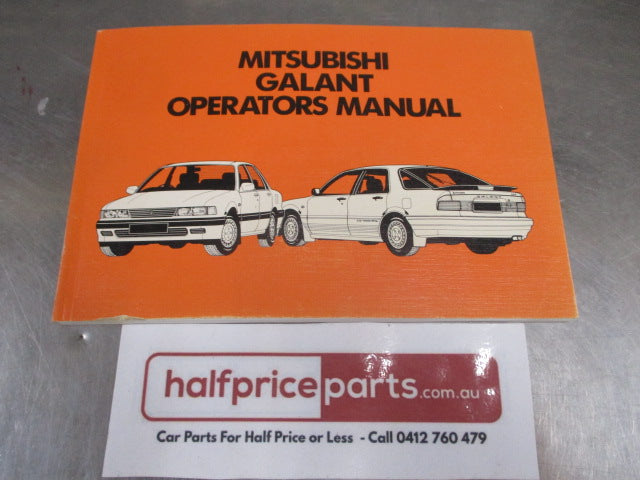 MITSUBISHI
GALANT
OPERATORS MANUAL
halfpriceparts.com.au
Car Parts For Half Price or Less - Call 0412 760 479